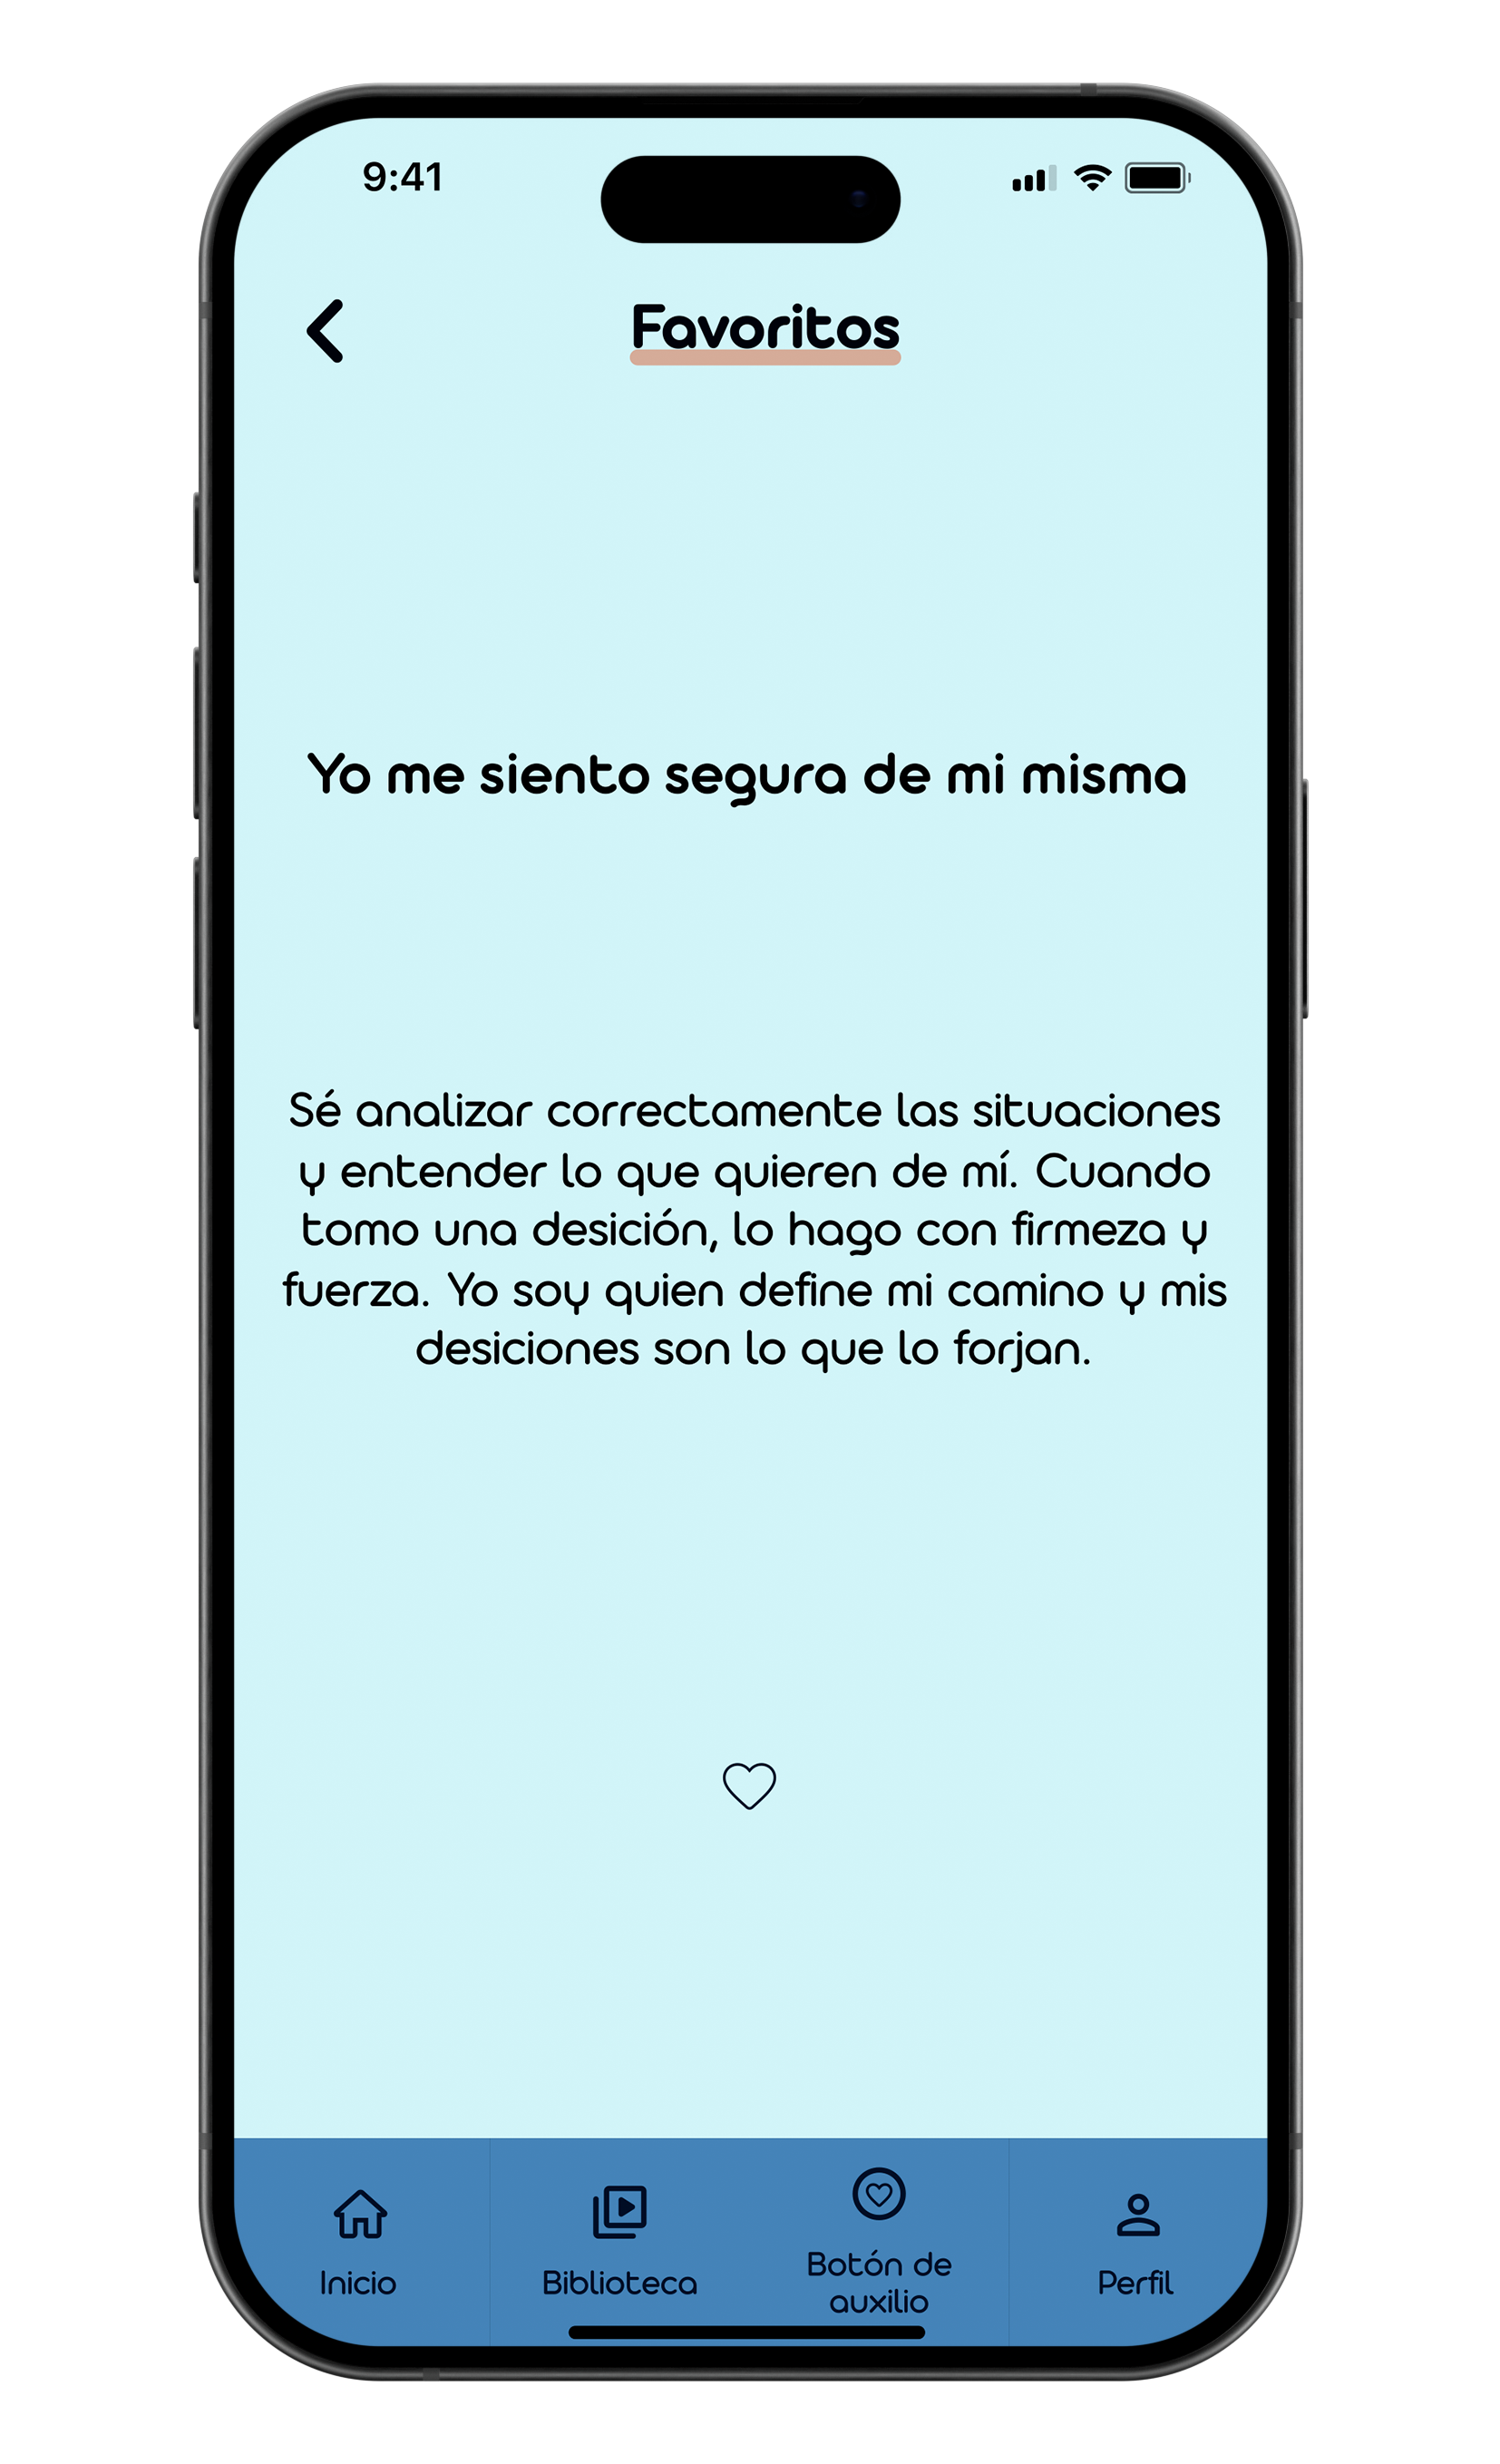 9:41
Favoritos
Yo me siento segura de mi misma
Sé analizar correctamente las situaciones
y entender lo que quieren de mí. Cuando
tomo una desición, lo hago con firmeza y
fuerza. Yo soy quien define mi camino y mis
desiciones son lo que lo forjan.
Inicio
Biblioteca
Botón de
auxilio
Perfil